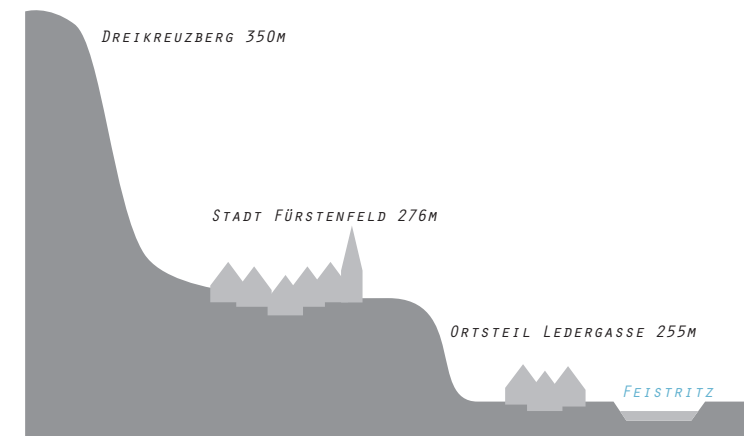 Dreikreuzberg 350m
Stadt Fürstenfeld 276m
Ortsteil Ledergasse 255m
Feistritz